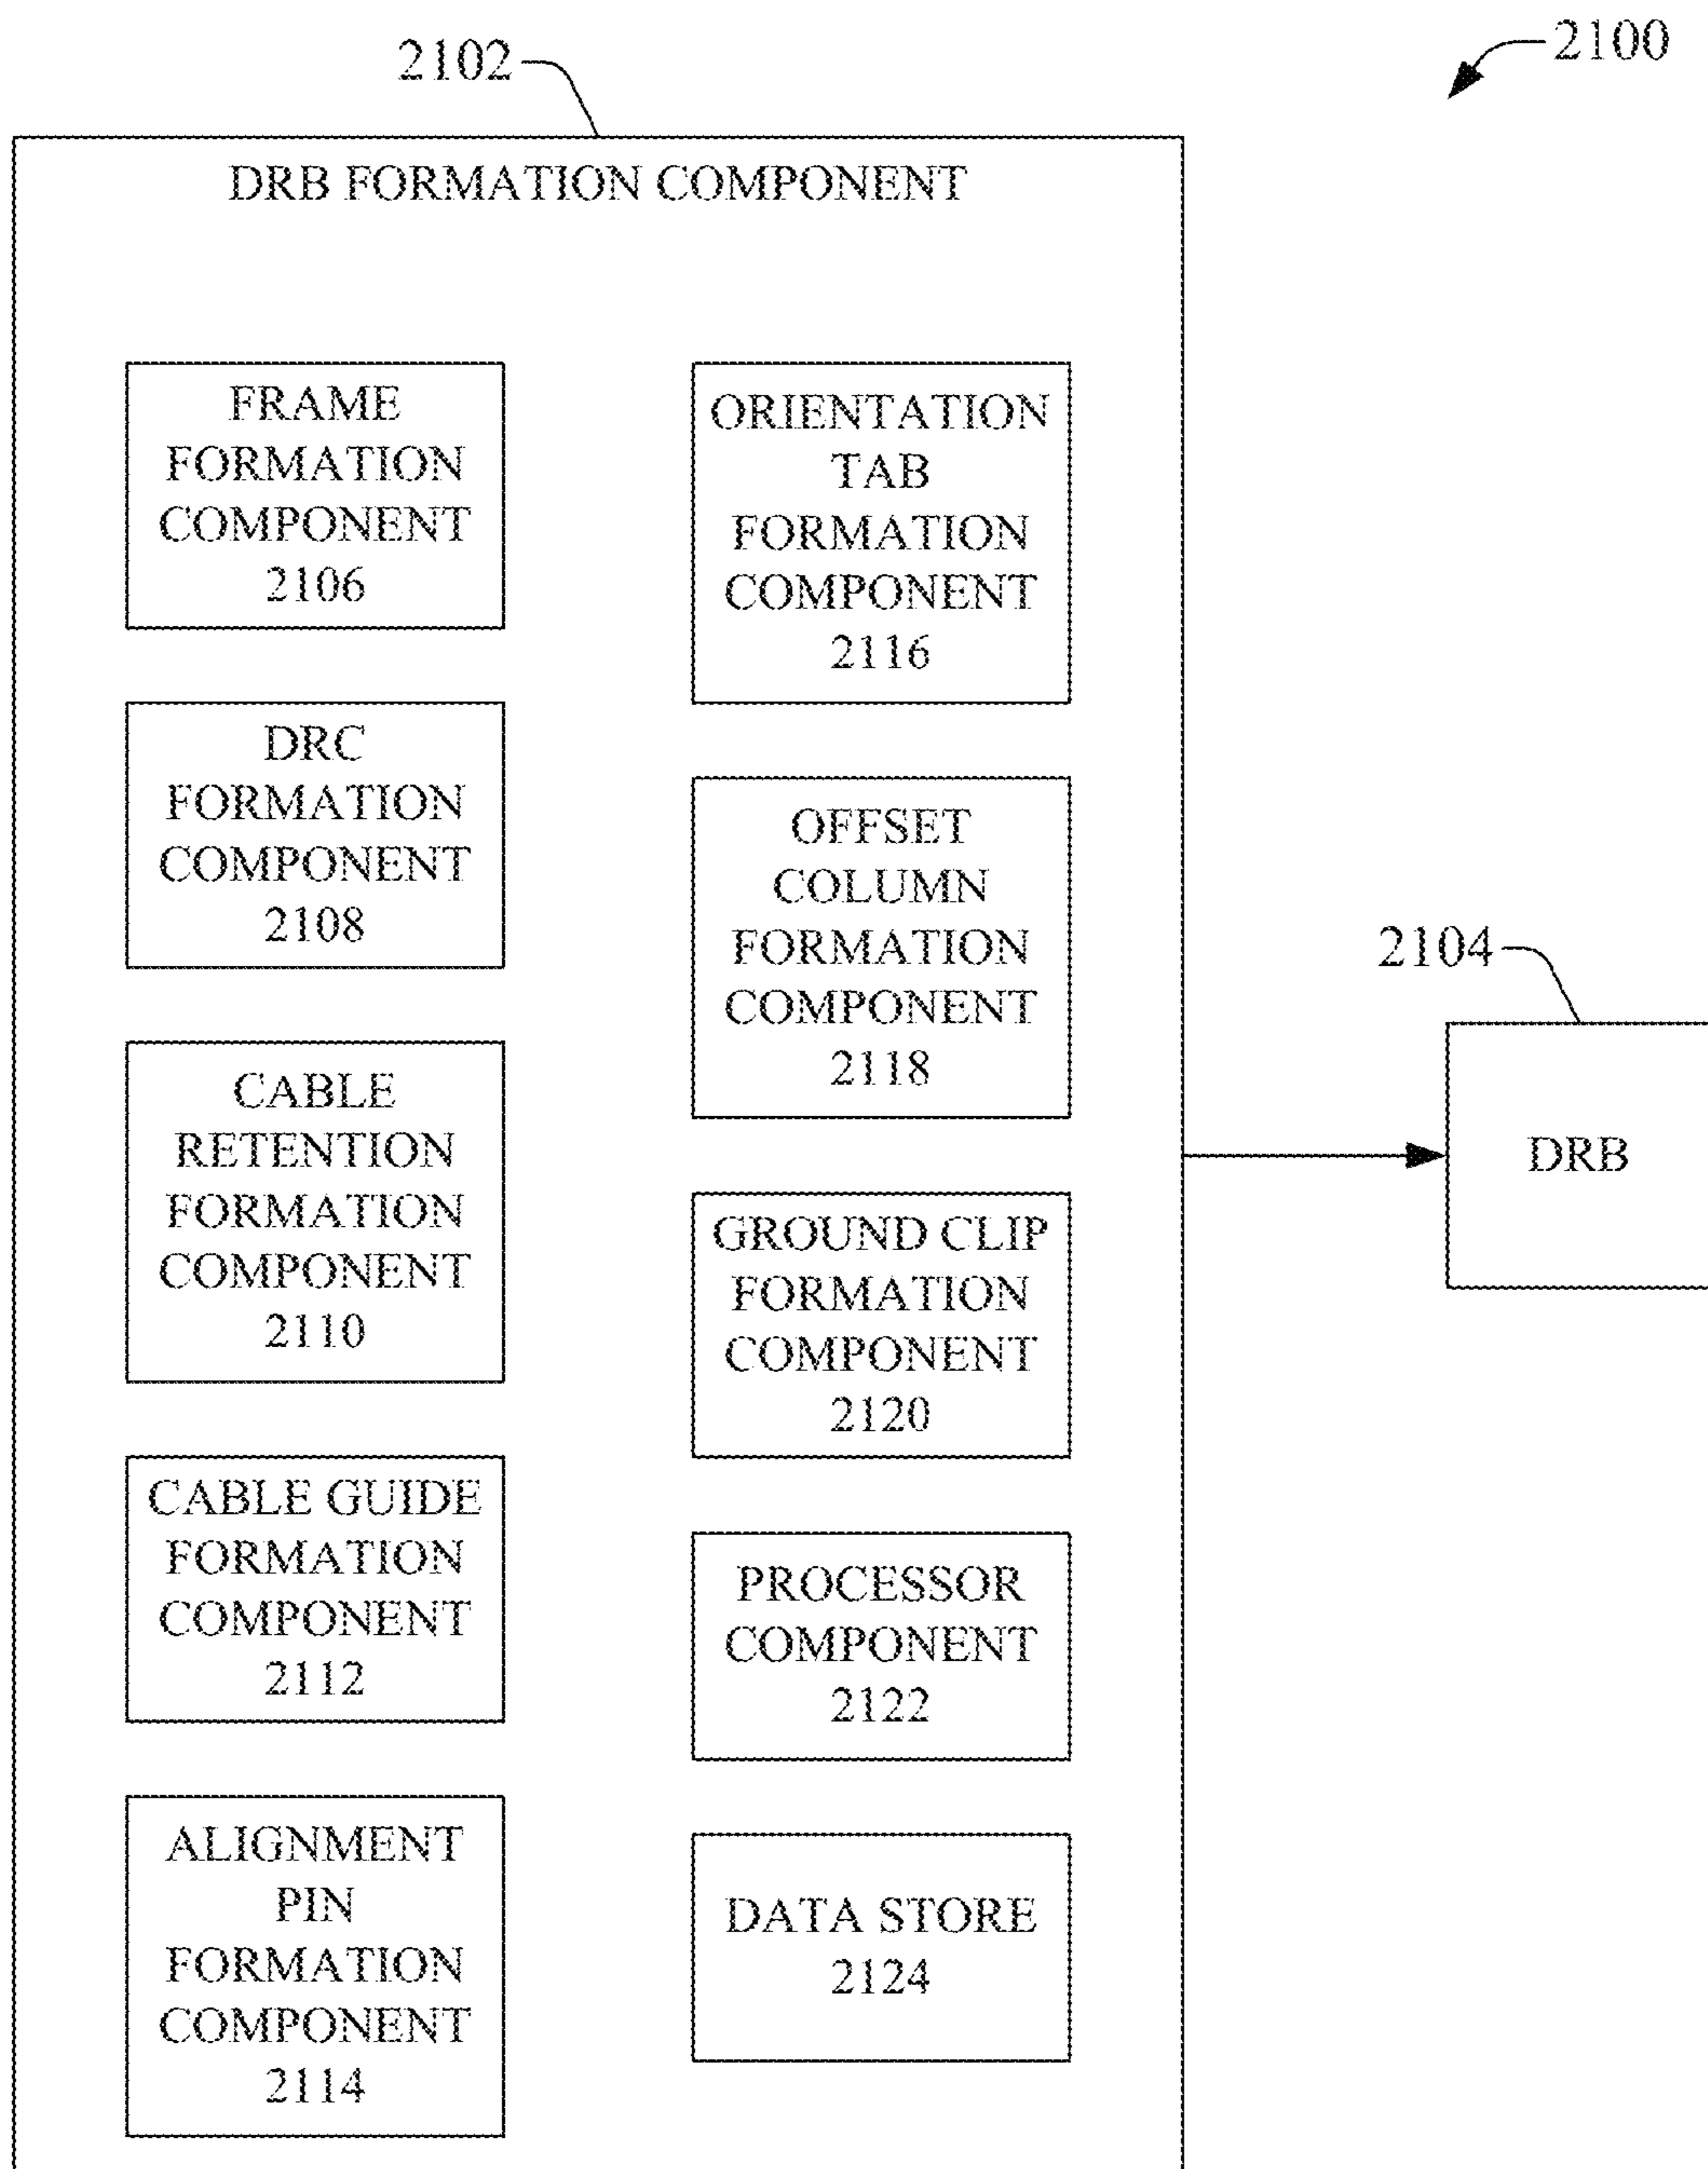 2100
2102
DRB FORMATION COMPONENT
FRAME
FORMATION
COMPONENT
2106
DRC
FORMATION
COMPONENT
2108
CABLE
RETENTION
FORMATION
COMPONENT
2110
CABLE GUIDE
FORMATION
COMPONENT
2112
ALIGNMENT
PIN
FORMATION
COMPONENT
2114
ORIENTATION
TAB
FORMATION
COMPONENT
2116
OFFSET
COLUMN
FORMATION
COMPONENT
2118
GROUND CLIP
FORMATION
COMPONENT
2120
PROCESSOR
COMPONENT
2122
DATA STORE
2124
2104
DRB